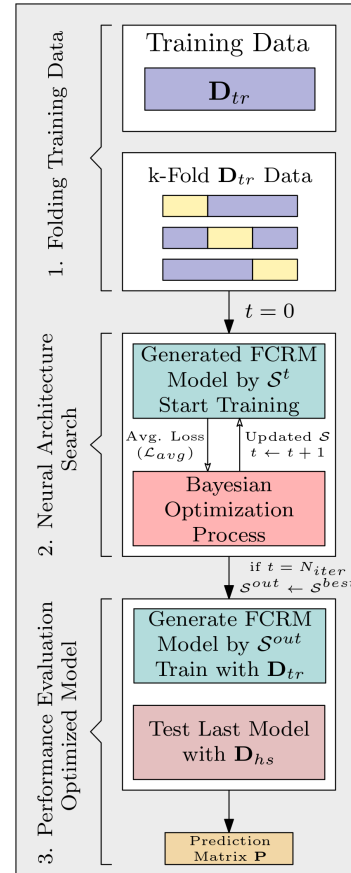 1. Folding Training Data
Training Data
D_tr
k-Fold D_tr Data
t = 0
2. Neural Architecture
Search
Generated FCRM
Model by 𝒮^t
Start Training
Avg. Loss
(ℒ_avg)
Updated 𝒮
t ← t + 1
Bayesian
Optimization
Process
if t = N_iter
𝒮^out ← 𝒮^best
3. Performance Evaluation
Optimized Model
Generate FCRM
Model by 𝒮^out
Train with D_tr
Test Last Model
with D_hs
Prediction
Matrix P